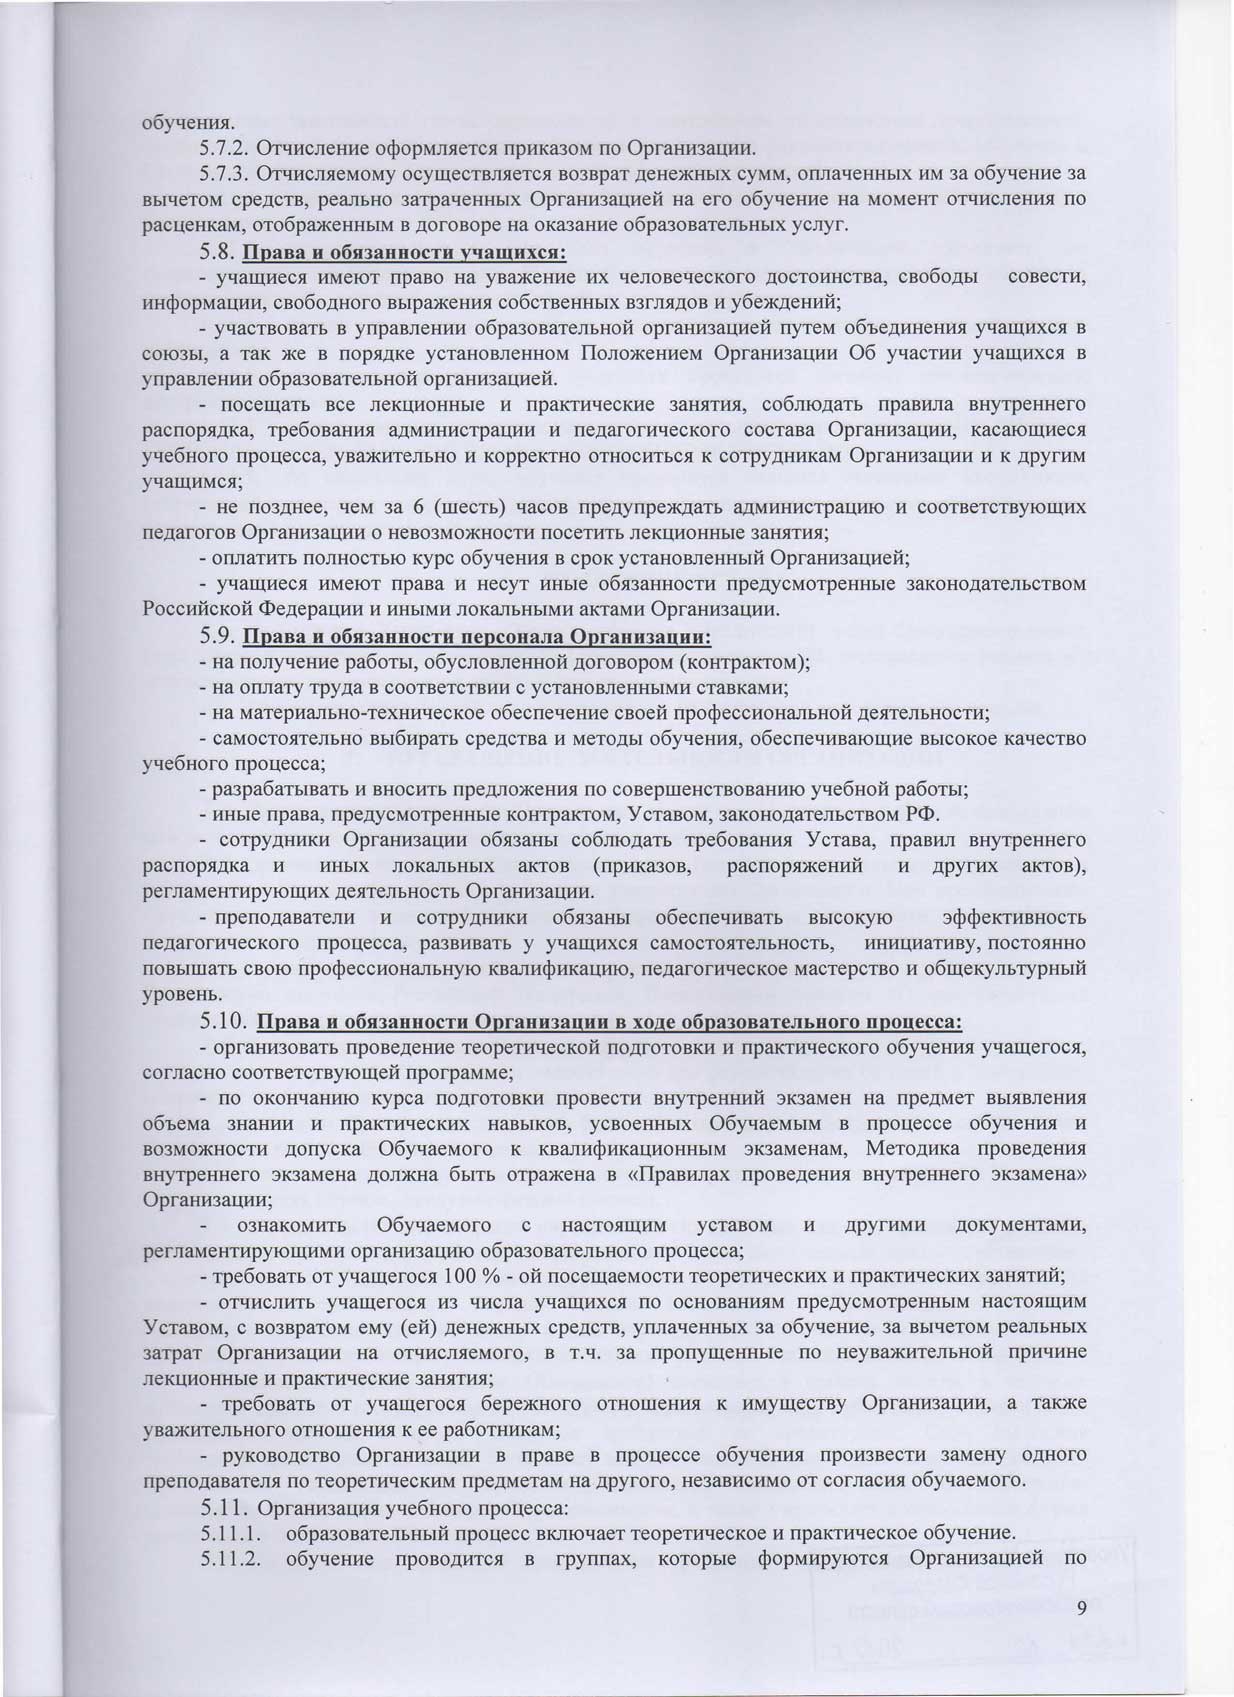 обучения.
5.7.2. Отчисление оформляется приказом по Организации.
5.7.3. Отчисляемому осуществляется возврат денежных сумм, оплаченных им за обучение за
вычетом средств, реально затраченных Организацией на его обучение на момент отчисления по
расценкам, отображенным в договоре на оказание образовательных услуг.
5.8. Права и обязанности учащихся:
- учащиеся имеют право на уважение их человеческого достоинства, свободы совести,
информации, свободного выражения собственных взглядов и убеждений;
- участвовать в управлении образовательной организацией путем объединения учащихся в
союзы, а так же в порядке установленном Положением Организации Об участии учащихся в
управлении образовательной организацией.
- посещать все лекционные и практические занятия, соблюдать правила внутреннего
распорядка, требования администрации и педагогического состава Организации, касающиеся
учебного процесса, уважительно и корректно относиться к сотрудникам Организации и к другим
учащимся;
- не позднее, чем за 6 (шесть) часов предупреждать администрацию и соответствующих
педагогов Организации о невозможности посетить лекционные занятия;
- оплатить полностью курс обучения в срок установленный Организацией;
- учащиеся имеют права и несут иные обязанности предусмотренные законодательством
Российской Федерации и иными локальными актами Организации.
5.9. Права и обязанности персонала Организации:
- на получение работы, обусловленной договором (контрактом);
- на оплату труда в соответствии с установленными ставками;
- на материально-техническое обеспечение своей профессиональной деятельности;
- самостоятельно выбирать средства и методы обучения, обеспечивающие высокое качество
учебного процесса;
- разрабатывать и вносить предложения по совершенствованию учебной работы;
- иные права, предусмотренные контрактом, Уставом, законодательством РФ.
- сотрудники Организации обязаны соблюдать требования Устава, правил внутреннего
распорядка и иных локальных актов (приказов, распоряжений и других актов),
регламентирующих деятельность Организации.
- преподаватели и сотрудники обязаны обеспечивать высокую эффективность
педагогического процесса, развивать у учащихся самостоятельность, инициативу, постоянно
повышать свою профессиональную квалификацию, педагогическое мастерство и общекультурный
уровень.
5.10. Права и обязанности Организации в ходе образовательного процесса:
- организовать проведение теоретической подготовки и практического обучения учащегося,
согласно соответствующей программе;
- по окончанию курса подготовки провести внутренний экзамен на предмет выявления
объема знании и практических навыков, усвоенных Обучаемым в процессе обучения и
возможности допуска Обучаемого к квалификационным экзаменам, Методика проведения
внутреннего экзамена должна быть отражена в «Правилах проведения внутреннего экзамена»
Организации;
- ознакомить Обучаемого с настоящим уставом и другими документами,
регламентирующими организацию образовательного процесса;
- требовать от учащегося 100 % - ой посещаемости теоретических и практических занятий;
- отчислить учащегося из числа учащихся по основаниям предусмотренным настоящим
Уставом, с возвратом ему (ей) денежных средств, уплаченных за обучение, за вычетом реальных
затрат Организации на отчисляемого, в т.ч. за пропущенные по неуважительной причине
лекционные и практические занятия;
- требовать от учащегося бережного отношения к имуществу Организации, а также
уважительного отношения к ее работникам;
- руководство Организации в праве в процессе обучения произвести замену одного
преподавателя по теоретическим предметам на другого, независимо от согласия обучаемого.
5.11. Организация учебного процесса:
5.11.1. образовательный процесс включает теоретическое и практическое обучение.
5.11.2. обучение проводится в группах, которые формируются Организацией по
9